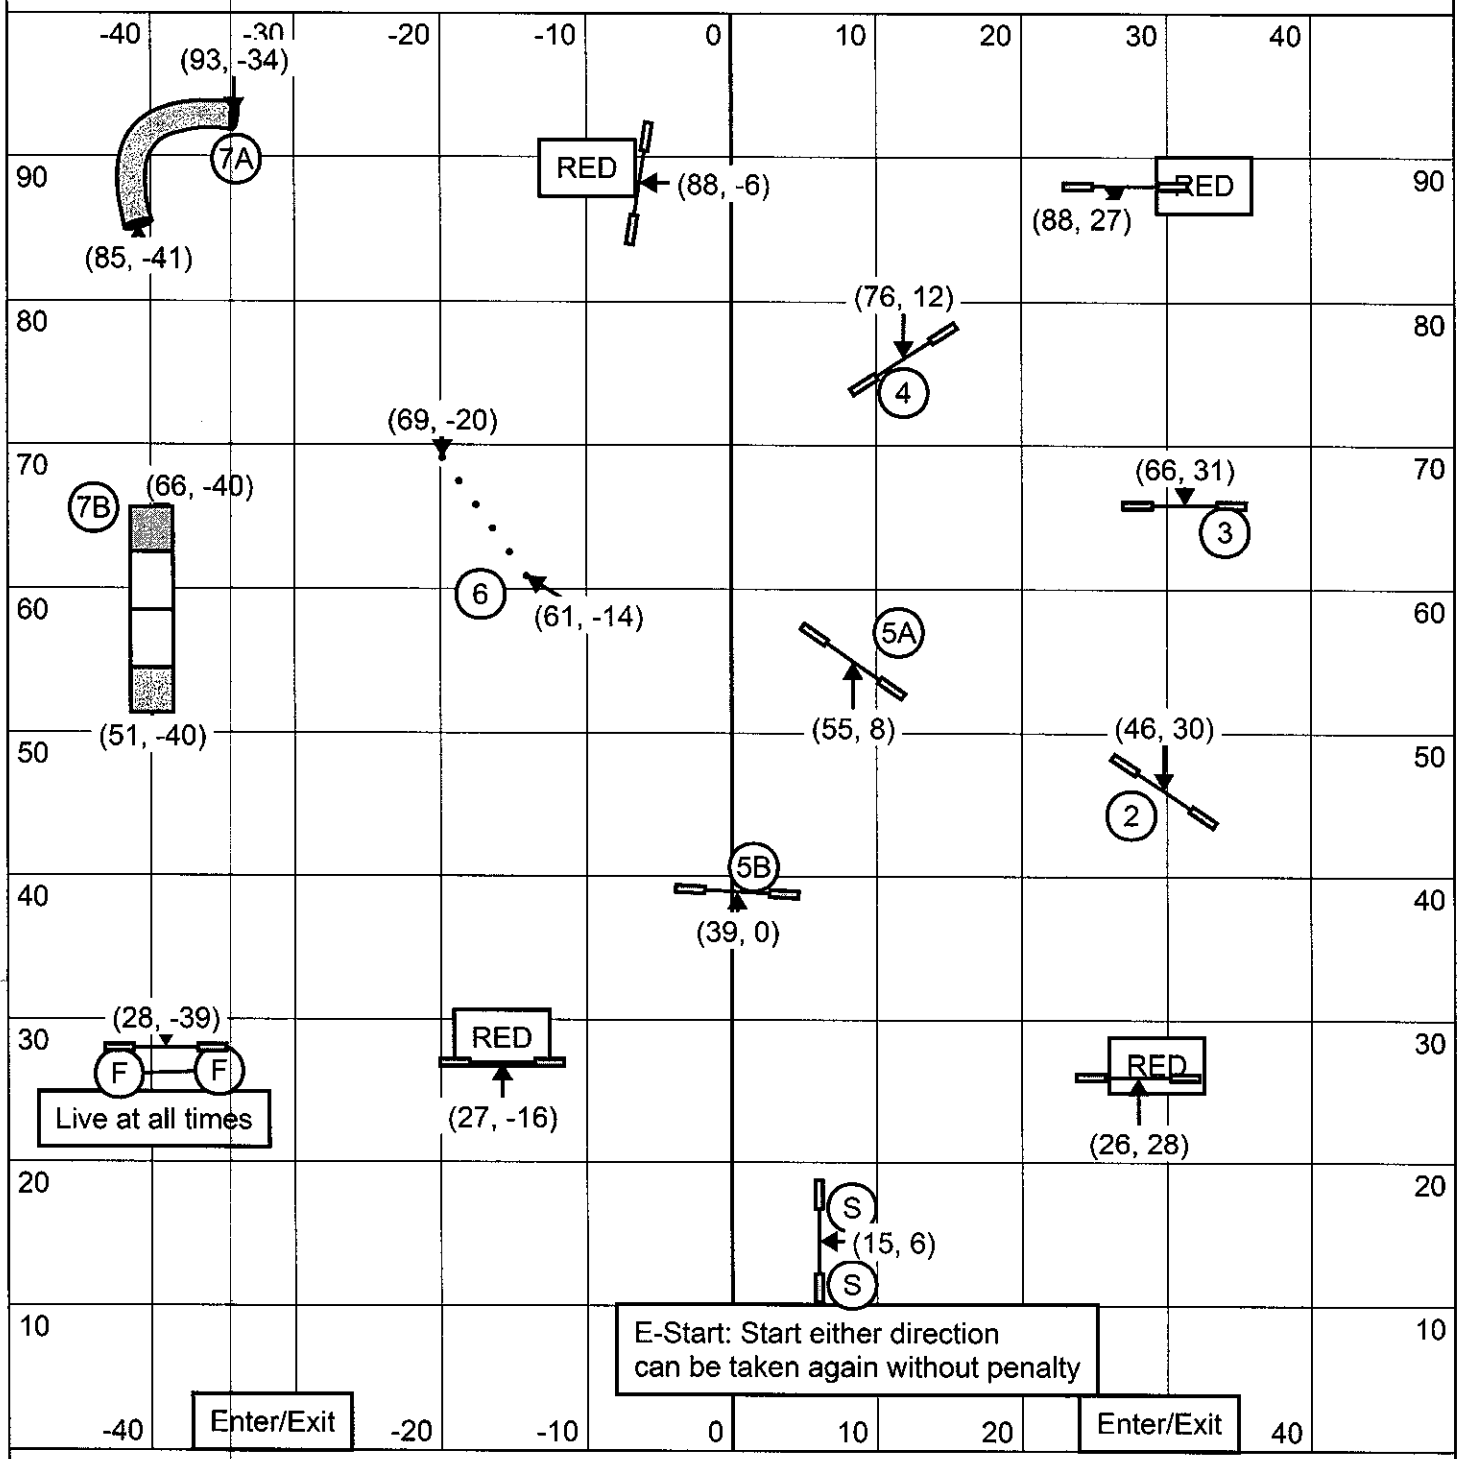 -40 -30 -20 -10 0 10 20 30 40
(93, -34)
7A
RED
RED
90
(88, -6)
90
(88, 27)
(85, -41)
(76, 12)
80
80
4
(69, -20)
70
(66, 31)
70
7B
(66, -40)
3
6
60
(61, -14)
60
5A
(51, -40)
(55, 8)
(46, 30)
50
50
2
5B
40
40
(39, 0)
(28, -39)
30
RED
30
F F
RED
Live at all times
(27, -16)
(26, 28)
20
20
S
(15, 6)
S
10
E-Start: Start either direction
can be taken again without penalty
10
-40 Enter/Exit -20 -10 0 10 20 Enter/Exit 40